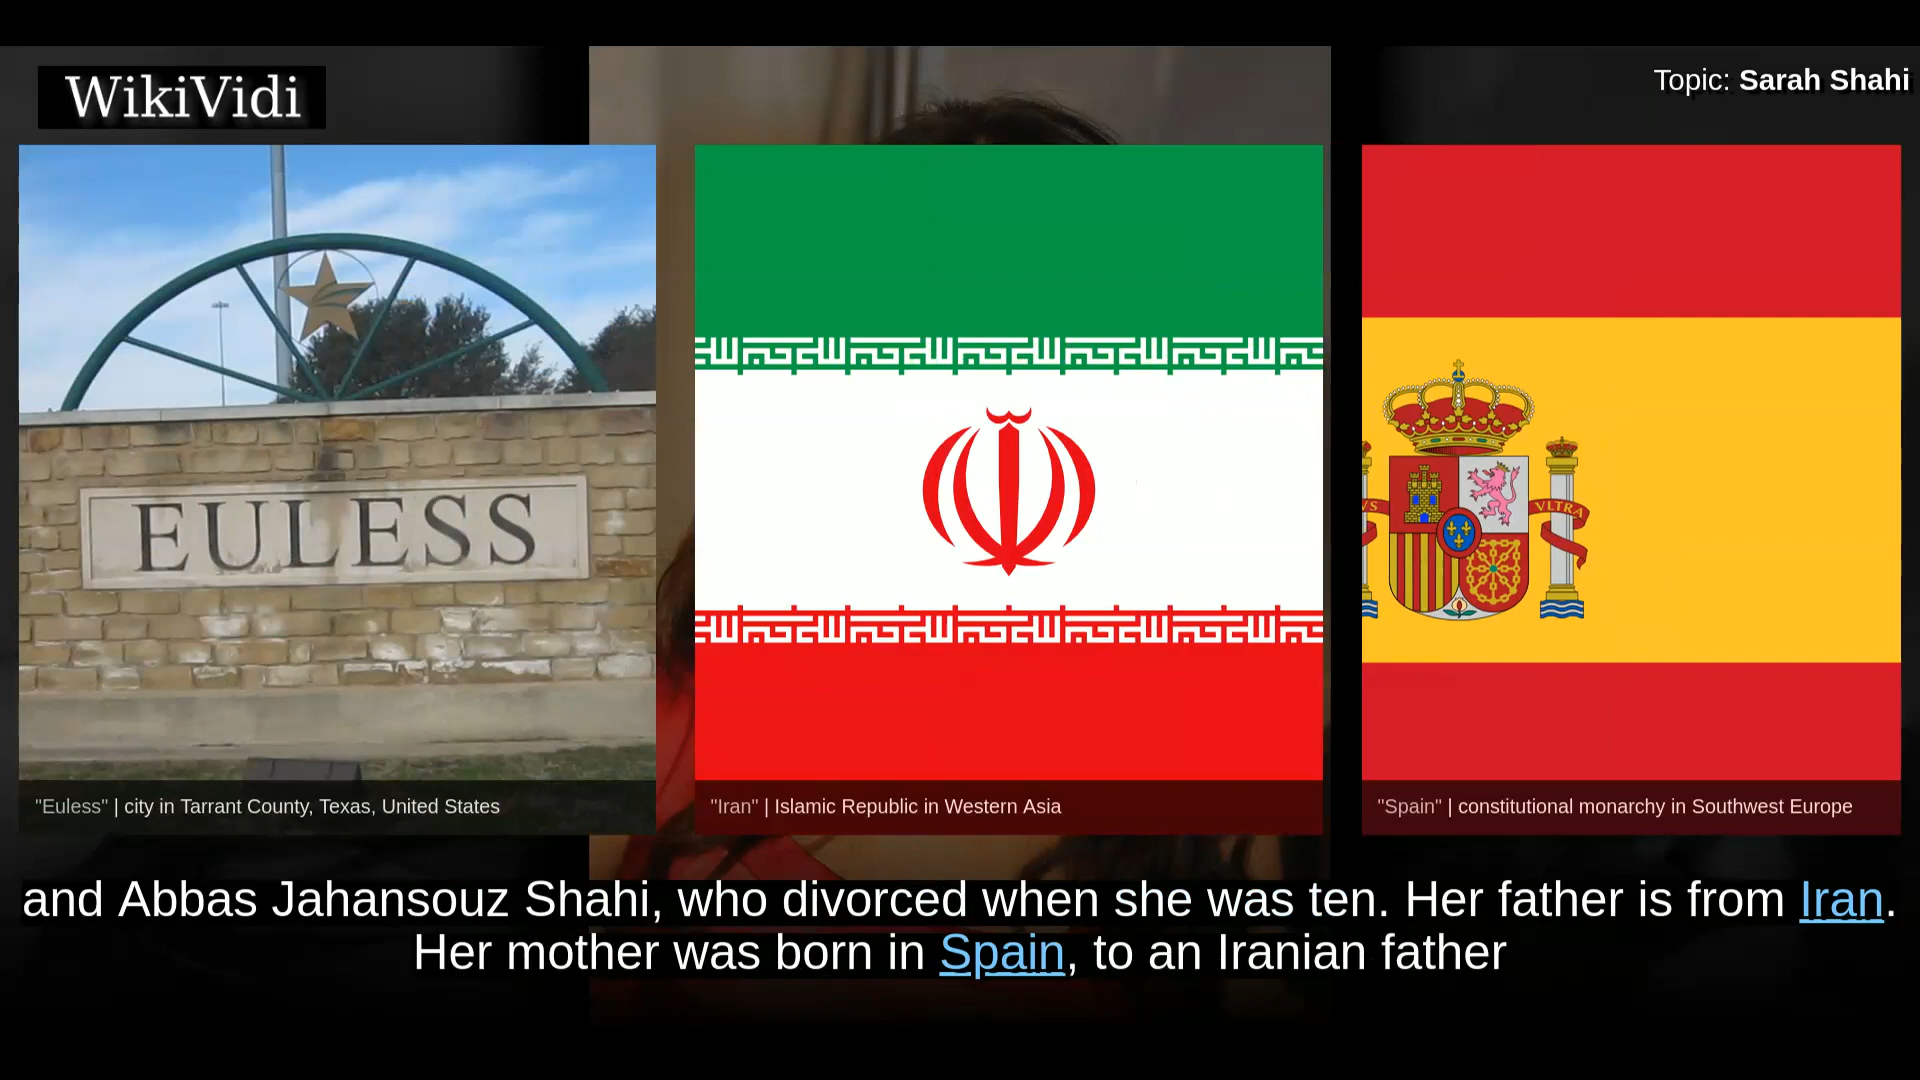 WikiVidi
Topic: Sarah Shahi
EULESS
VS
VLTRA
"Euless" | city in Tarrant County, Texas, United States
"Iran" | Islamic Republic in Western Asia
"Spain" | constitutional monarchy in Southwest Europe
and Abbas Jahansouz Shahi, who divorced when she was ten. Her father is from Iran.
Her mother was born in Spain, to an Iranian father